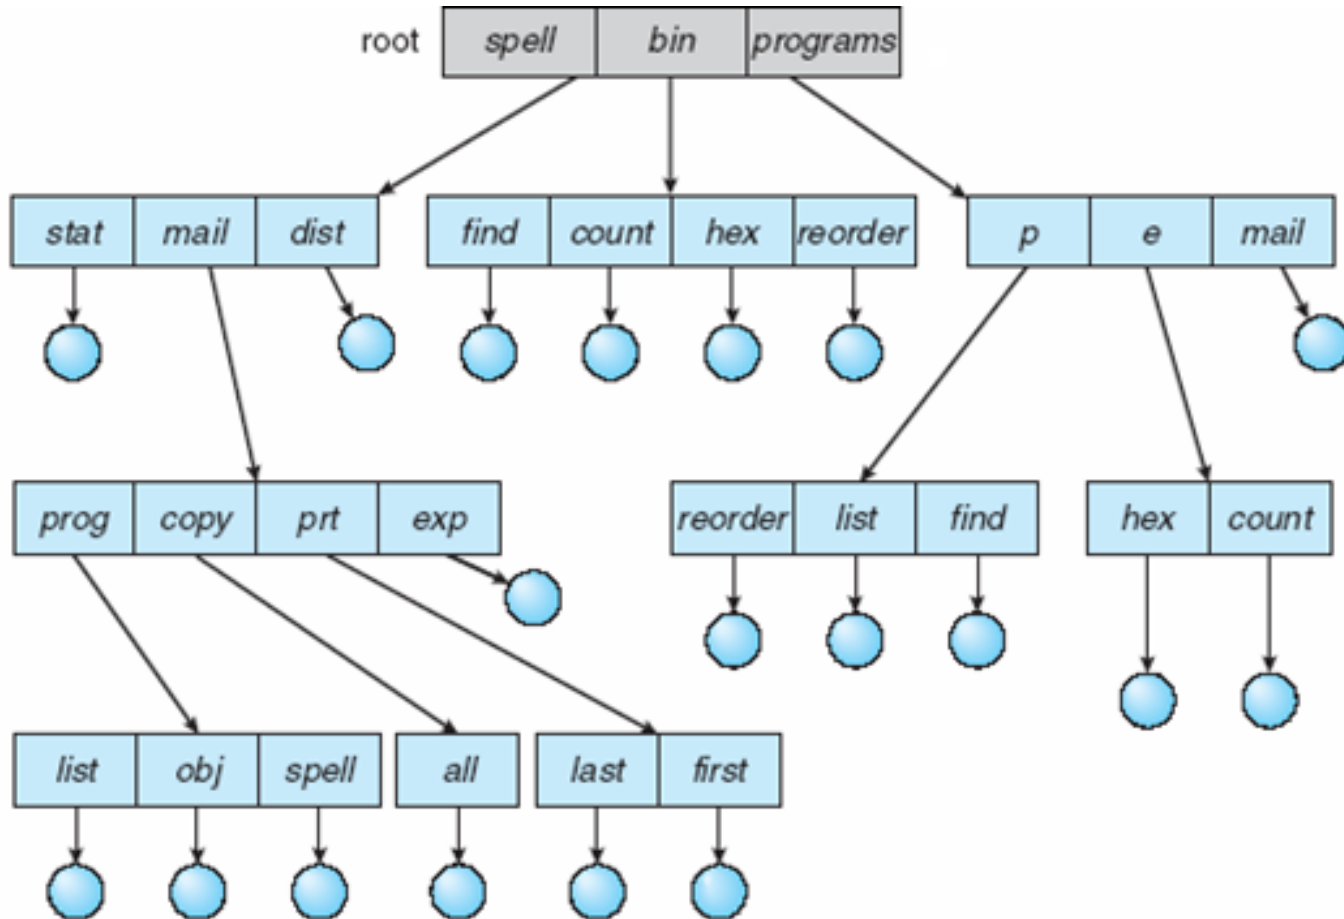 root spell bin programs
stat mail dist find count hex reorder p e mail
prog copy prt exp reorder list find hex count
list obj spell all last first